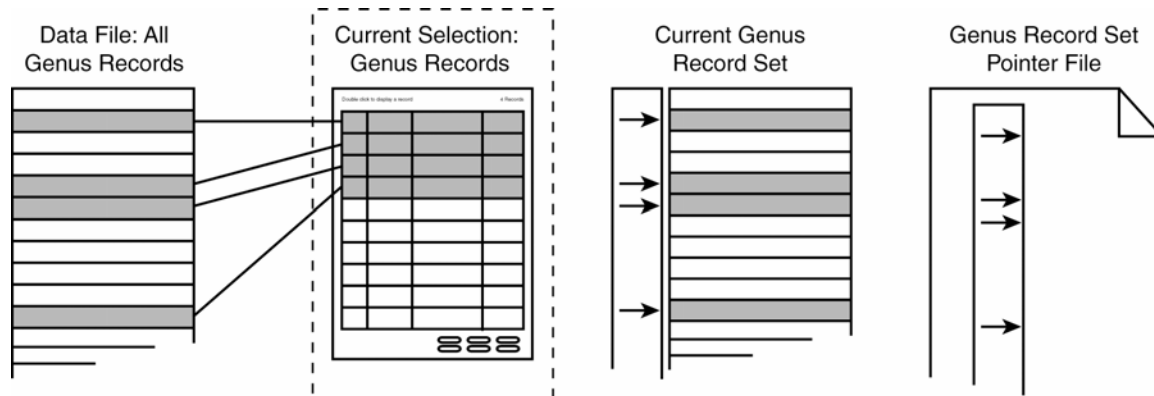 Data File: All
Genus Records
Current Selection:
Genus Records
Double click to display a record
4 Records
Current Genus
Record Set
Genus Record Set
Pointer File